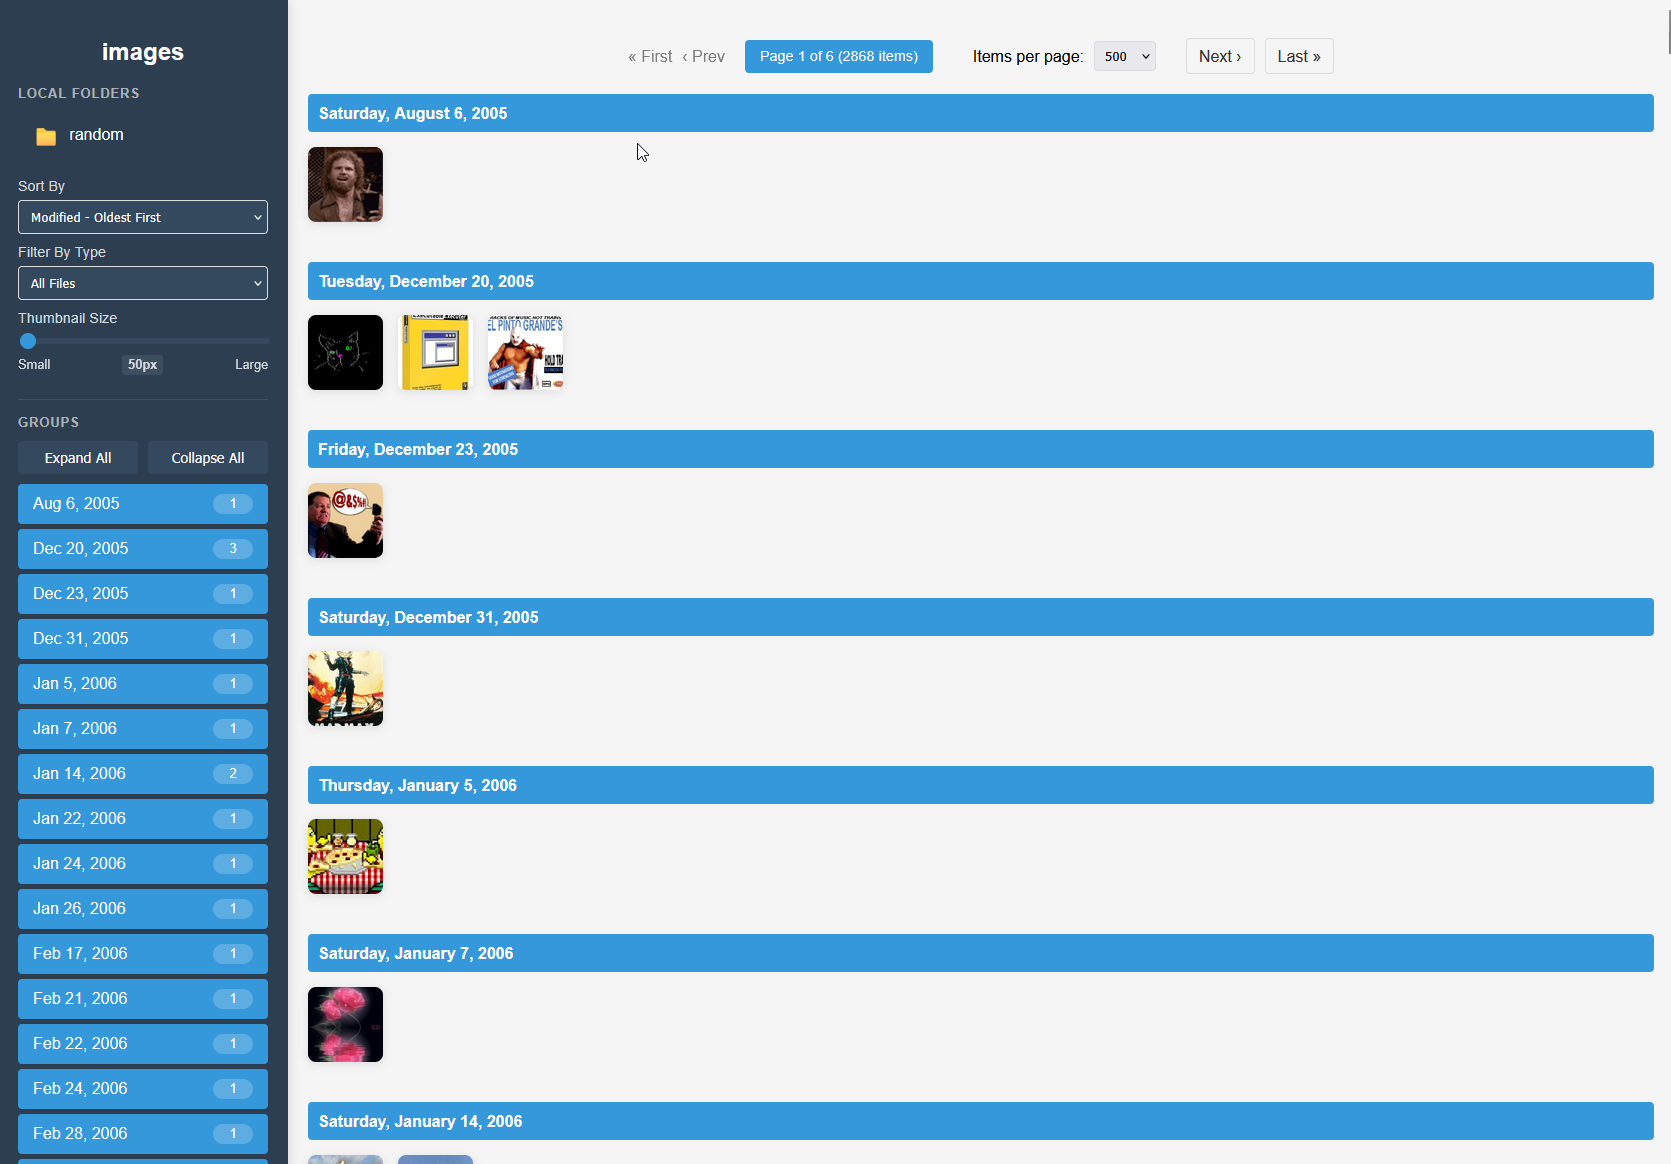 images
LOCAL FOLDERS
random
Sort By
Modified - Oldest First
Filter By Type
All Files
Thumbnail Size
Small 50px Large
GROUPS
Expand All Collapse All
Aug 6, 2005 1
Dec 20, 2005 3
Dec 23, 2005 1
Dec 31, 2005 1
Jan 5, 2006 1
Jan 7, 2006 1
Jan 14, 2006 2
Jan 22, 2006 1
Jan 24, 2006 1
Jan 26, 2006 1
Feb 17, 2006 1
Feb 21, 2006 1
Feb 22, 2006 1
Feb 24, 2006 1
Feb 28, 2006 1
« First ‹ Prev Page 1 of 6 (2868 items) Items per page: 500 Next › Last »
Saturday, August 6, 2005
Tuesday, December 20, 2005
EL PINTO GRANDE'S
Friday, December 23, 2005
@&$%#!
Saturday, December 31, 2005
Thursday, January 5, 2006
Saturday, January 7, 2006
Saturday, January 14, 2006